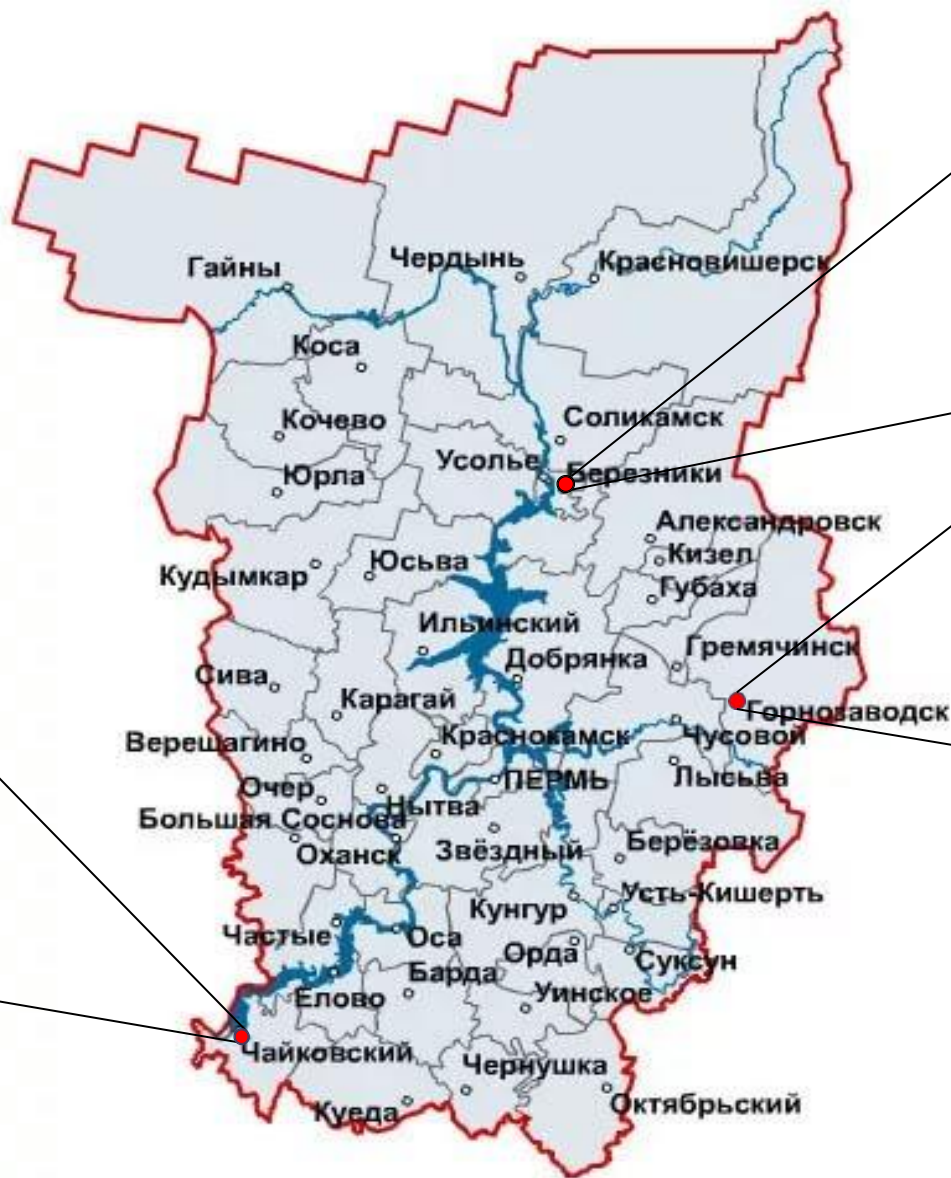 Чердынь
Красновишерск
Гайны
Коса
Кочево
Соликамск
Усолье
Березники
Юрла
Александровск
Юсьва
Кизел
Кудымкар
Губаха
Ильинский
Гремячинск
Добрянка
Сива
Карагай
Горнозаводск
Краснокамск
Чусовой
Верещагино
ПЕРМЬ
Лысьва
Очер
Нытва
Большая Соснова
Звёздный
Берёзовка
Оханск
Усть-Кишерть
Кунгур
Частые
Оса
Орда
Суксун
Барда
Елово
Уинское
Чайковский
Чернушка
Куеда
Октябрьский